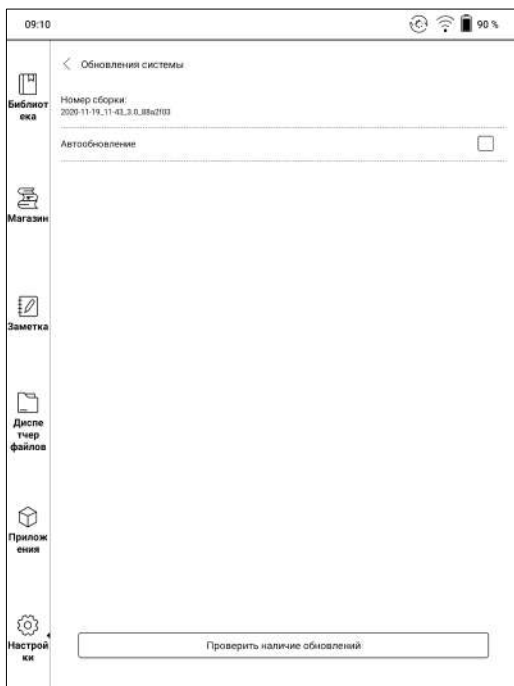 09:10
90 %
Обновления системы
Номер сборки:
2020-11-19_11-43_3.0_88a2f03
Автообновление
Библиот
ека
Магазин
Заметка
Диспе
тчер
файлов
Прилож
ения
Настрой
ки
Проверить наличие обновлений